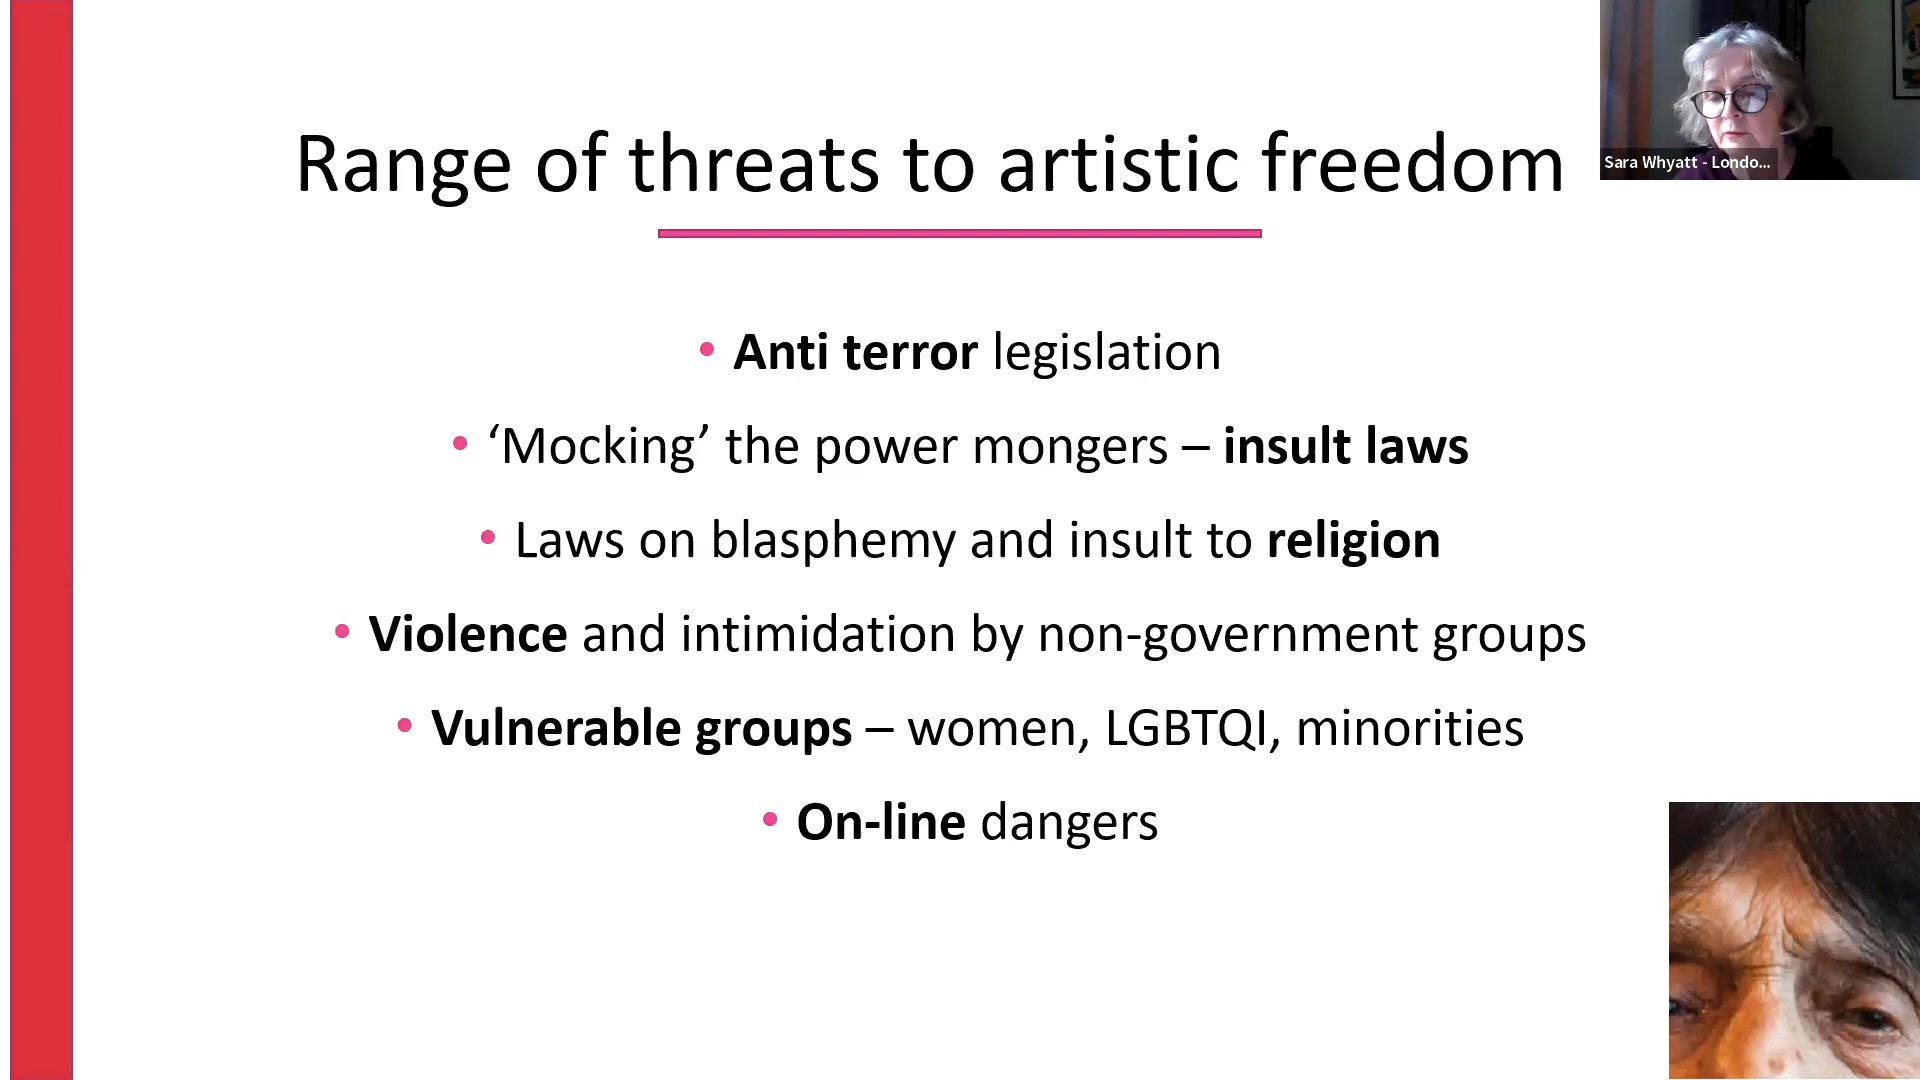 Range of threats to artistic freedom
Sara Whyatt - Londo...
• Anti terror legislation
• ‘Mocking’ the power mongers – insult laws
• Laws on blasphemy and insult to religion
• Violence and intimidation by non-government groups
• Vulnerable groups – women, LGBTQI, minorities
• On-line dangers